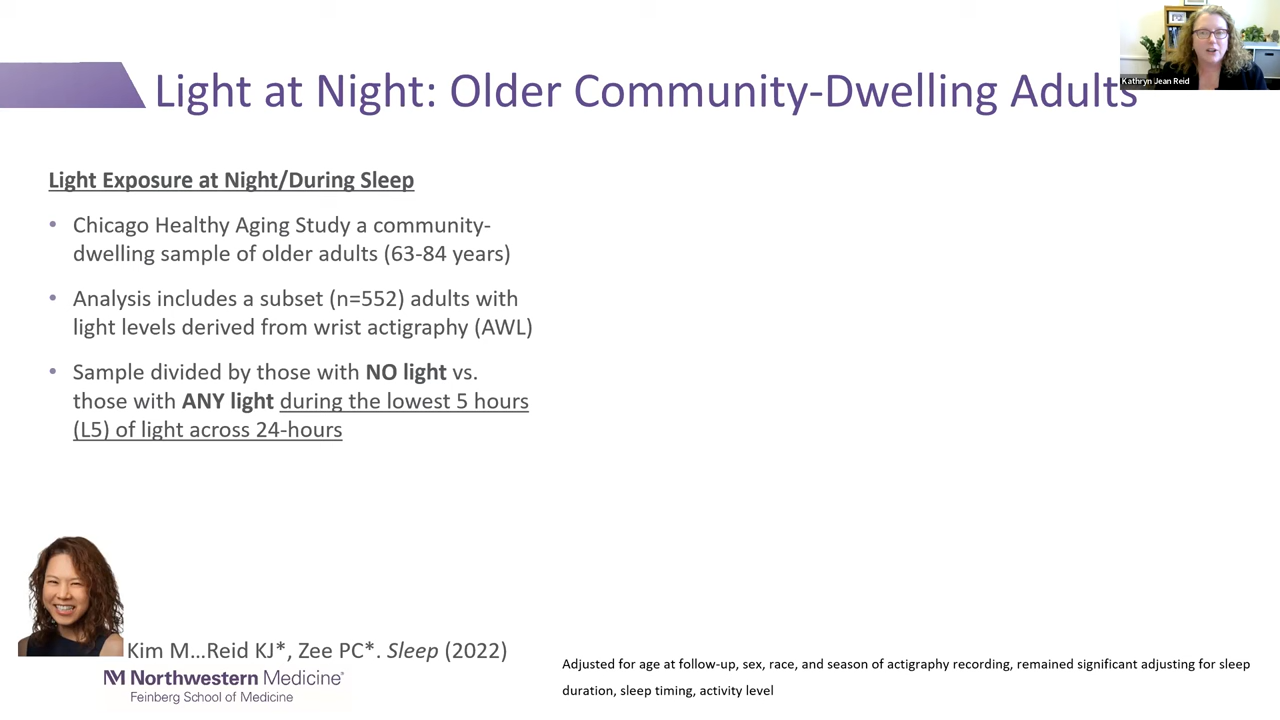 Kathryn Jean Reid
Light at Night: Older Community-Dwelling Adults
Light Exposure at Night/During Sleep
• Chicago Healthy Aging Study a community-
dwelling sample of older adults (63-84 years)
• Analysis includes a subset (n=552) adults with
light levels derived from wrist actigraphy (AWL)
• Sample divided by those with NO light vs.
those with ANY light during the lowest 5 hours
(L5) of light across 24-hours
Kim M...Reid KJ*, Zee PC*. Sleep (2022)
Northwestern Medicine®
Feinberg School of Medicine
Adjusted for age at follow-up, sex, race, and season of actigraphy recording, remained significant adjusting for sleep
duration, sleep timing, activity level